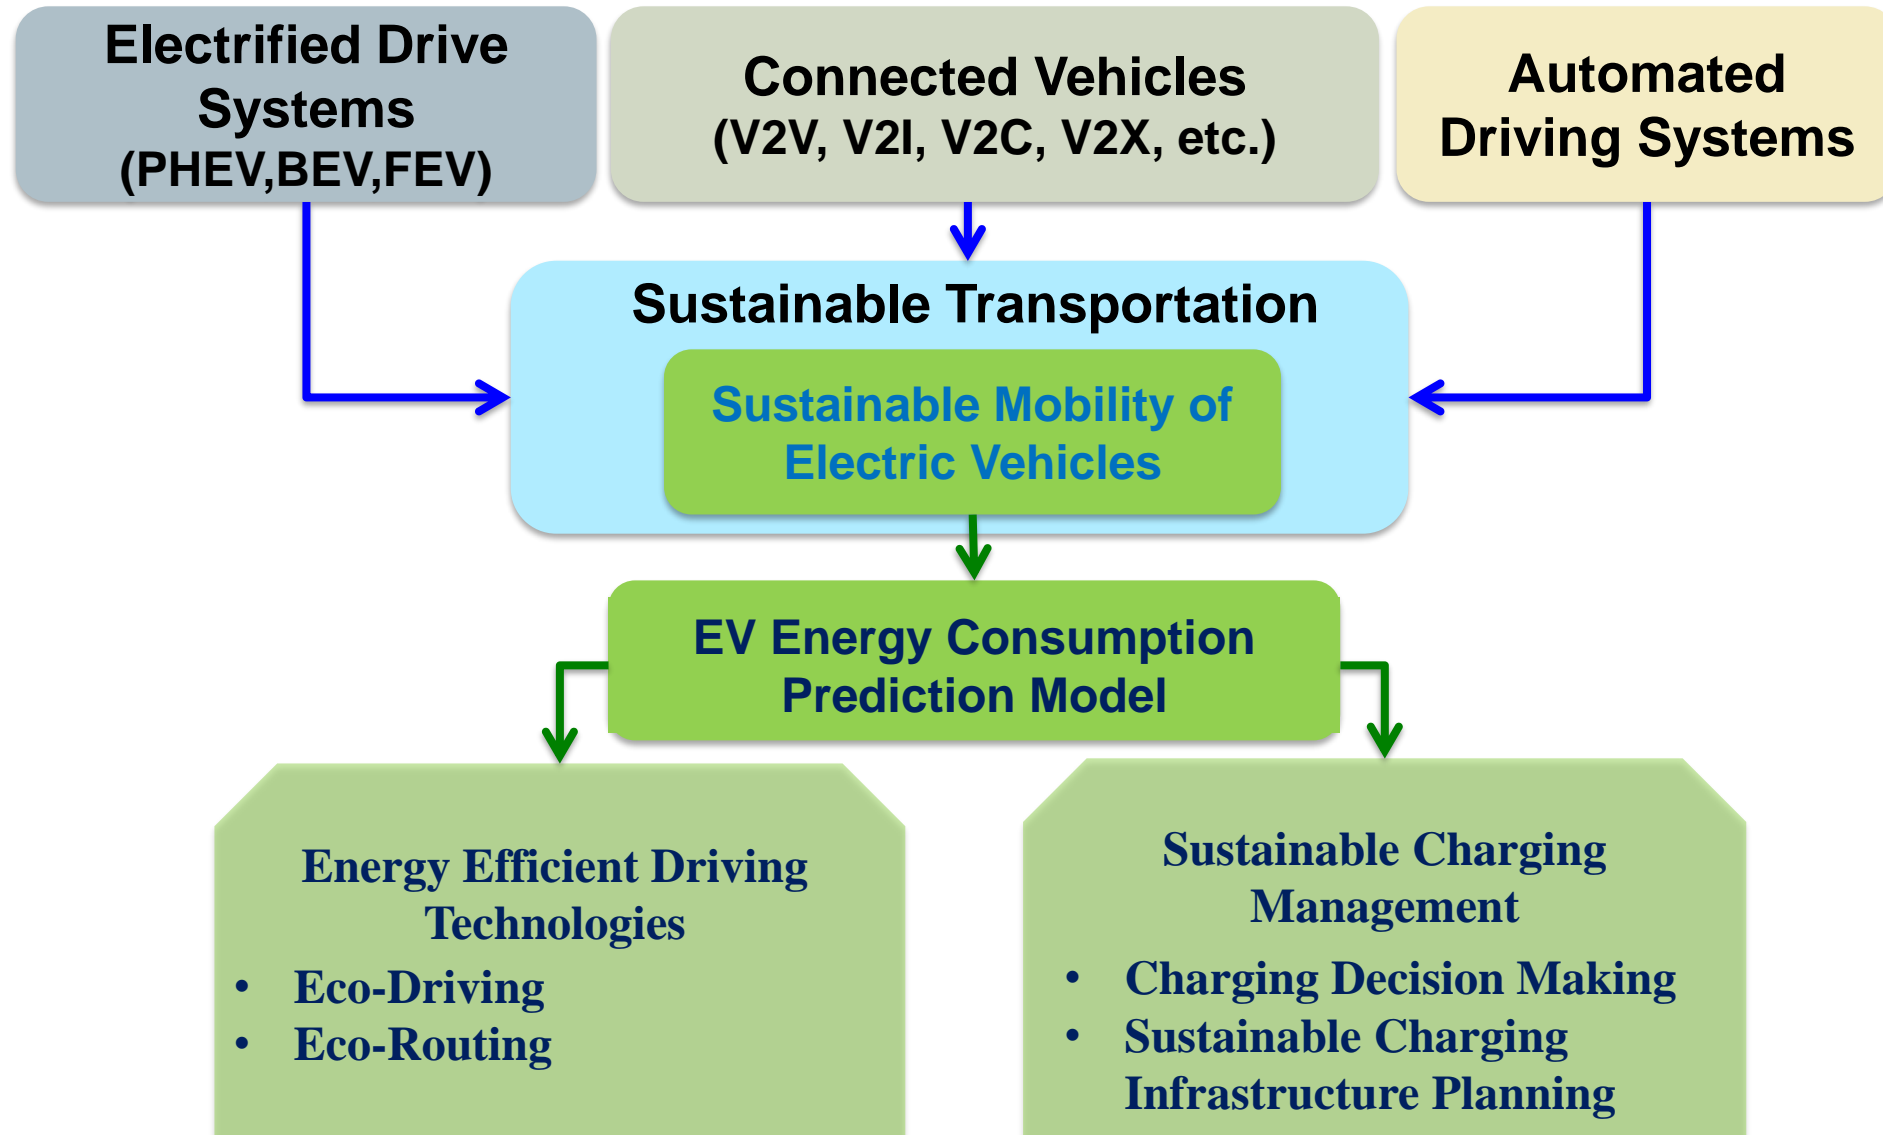 Electrified Drive
Systems
(PHEV,BEV,FEV)
Connected Vehicles
(V2V, V2I, V2C, V2X, etc.)
Automated
Driving Systems
Sustainable Transportation
Sustainable Mobility of
Electric Vehicles
EV Energy Consumption
Prediction Model
Energy Efficient Driving
Technologies
• Eco-Driving
• Eco-Routing
Sustainable Charging
Management
• Charging Decision Making
• Sustainable Charging
Infrastructure Planning